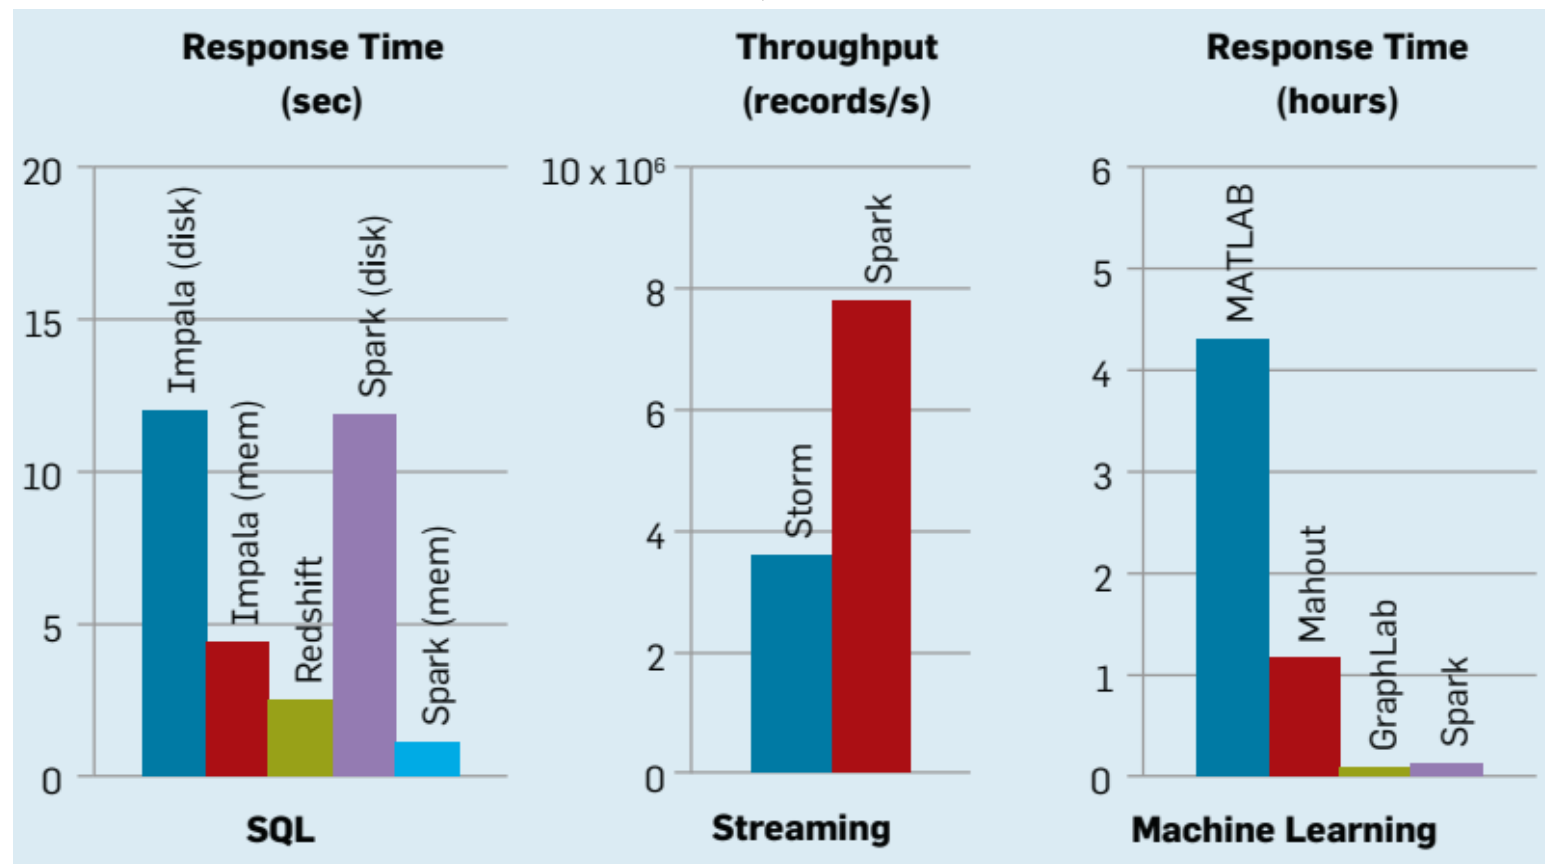 Response Time
(sec)
20
15
10
5
0
Impala (disk)
Impala (mem)
Redshift
Spark (disk)
Spark (mem)
SQL
Throughput
(records/s)
10 x 10⁶
8
6
4
2
0
Storm
Spark
Streaming
Response Time
(hours)
6
5
4
3
2
1
0
MATLAB
Mahout
GraphLab
Spark
Machine Learning